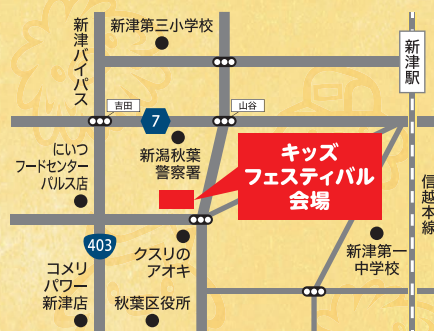 新津第三小学校
新津バイパス
新津駅
吉田
山谷
7
新潟秋葉
警察署
にいつ
フードセンター
パルス店
キッズ
フェスティバル
会場
信越本線
403
クスリの
アオキ
新津第一
中学校
コメリ
パワー
新津店
秋葉区役所